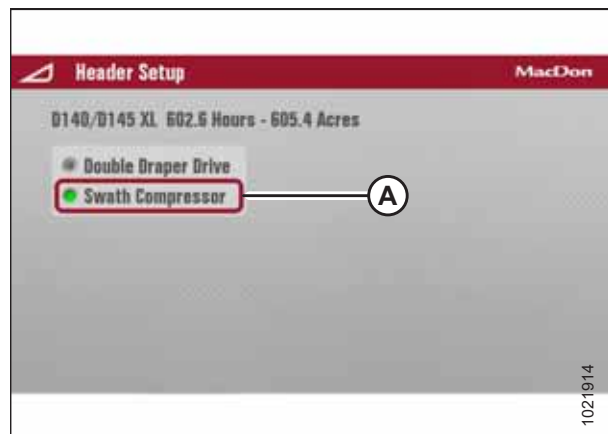 Header Setup MacDon
D140/D145 XL 602.6 Hours - 605.4 Acres
Double Draper Drive
Swath Compressor A
1021914